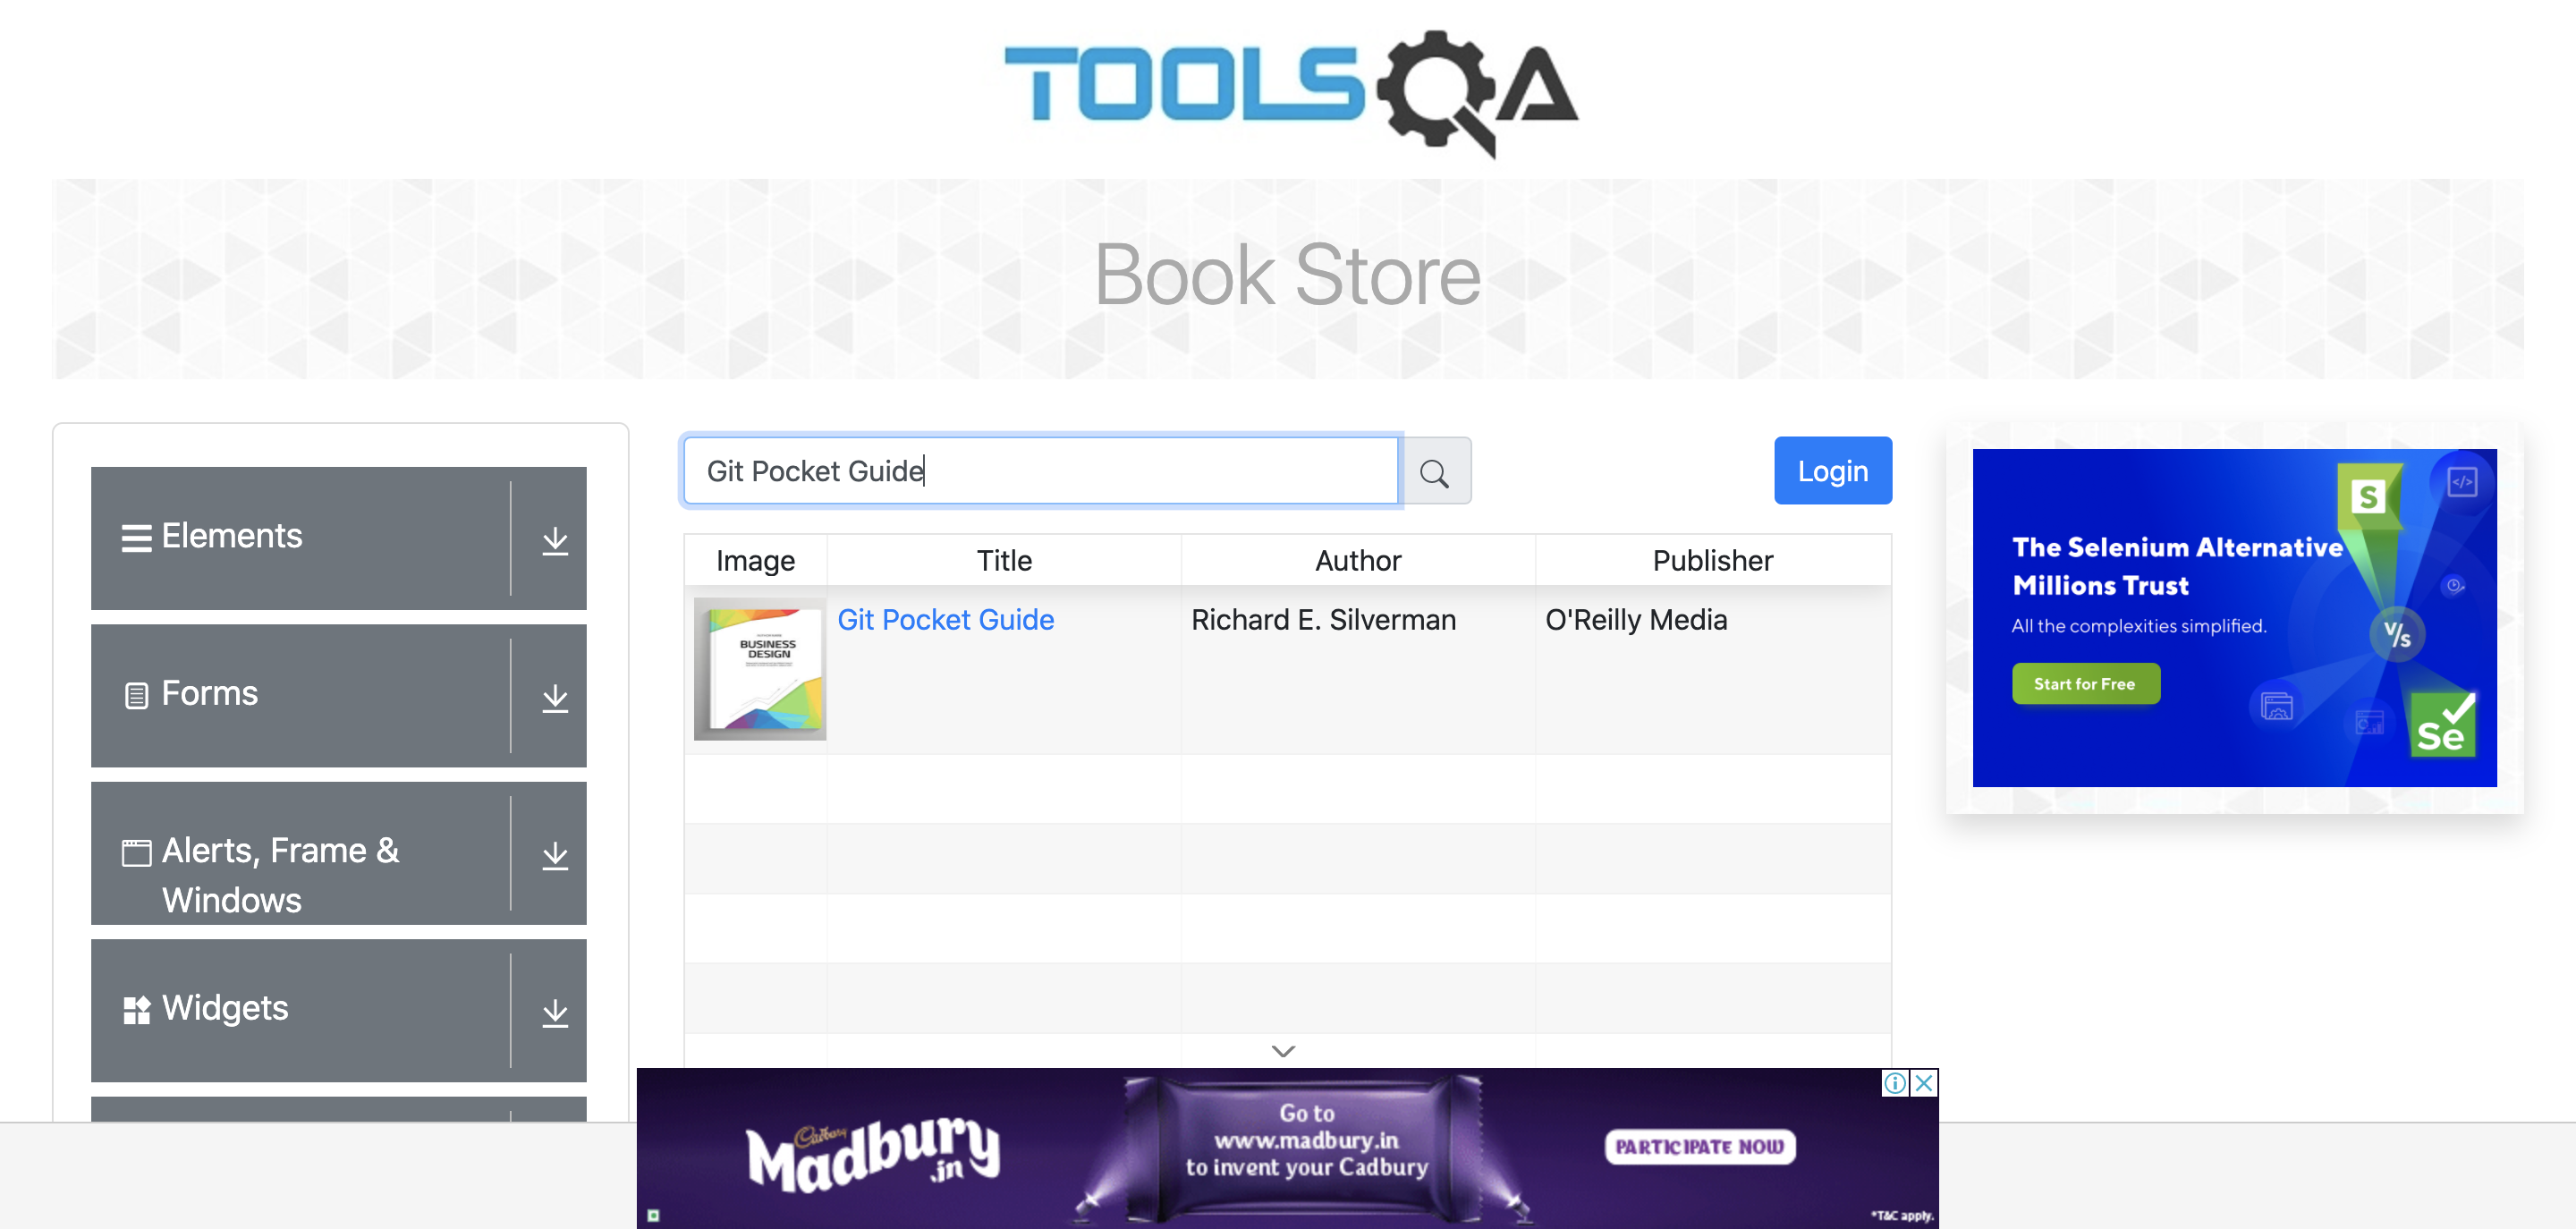 TOOLSQA
Book Store
Elements
Forms
Alerts, Frame &
Windows
Widgets
Git Pocket Guide
Login
Image Title Author Publisher
BUSINESS
DESIGN
Git Pocket Guide Richard E. Silverman O'Reilly Media
The Selenium Alternative
Millions Trust
All the complexities simplified.
Start for Free
S
</>
V/s
Se
Cadbury
Madbury
.in
Go to
www.madbury.in
to invent your Cadbury
PARTICIPATE NOW
*T&C apply.